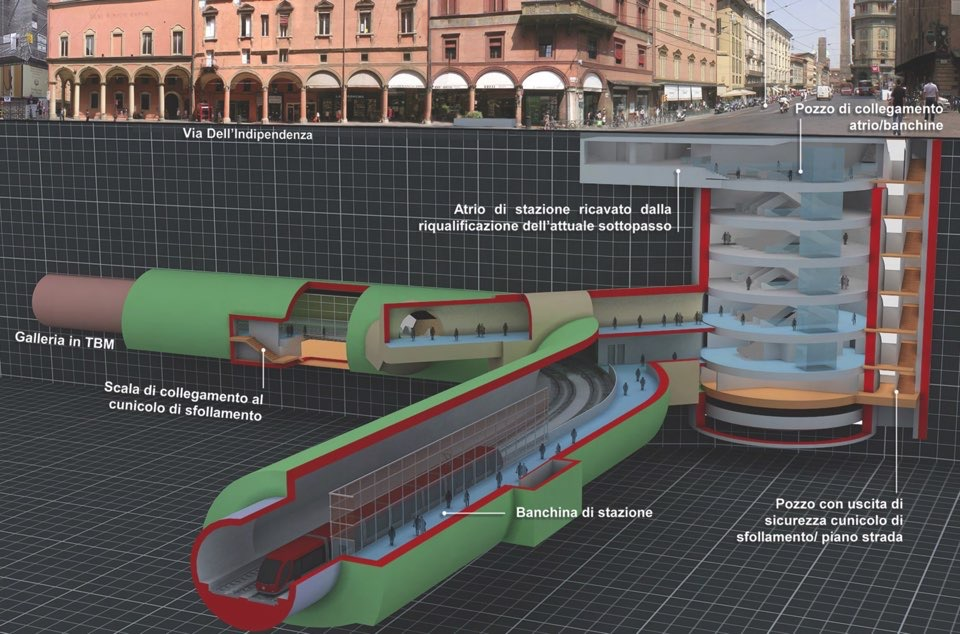 Pozzo di collegamento
atrio/banchine
Via Dell'Indipendenza
Atrio di stazione ricavato dalla
riqualificazione dell'attuale sottopasso
Galleria in TBM
Scala di collegamento al
cunicolo di sfollamento
Banchina di stazione
Pozzo con uscita di
sicurezza cunicolo di
sfollamento/ piano strada